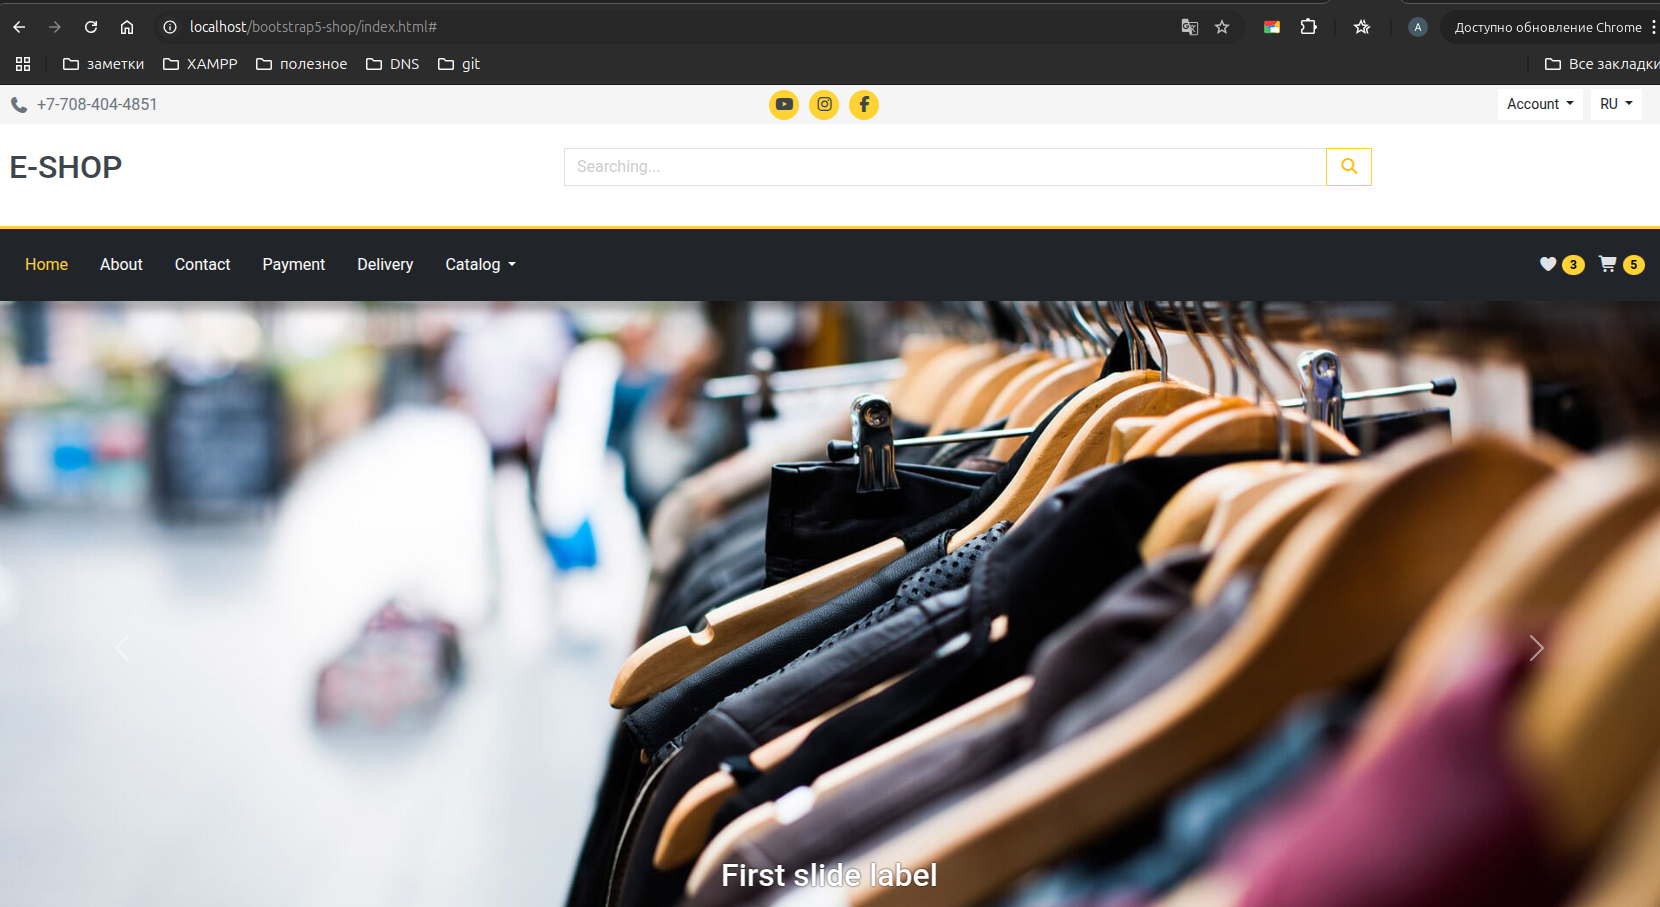 localhost/bootstrap5-shop/index.html#
A
Доступно обновление Chrome
заметки
XAMPP
полезное
DNS
git
Все закладки
+7-708-404-4851
Account
RU
E-SHOP
Searching...
Home
About
Contact
Payment
Delivery
Catalog
3
5
First slide label